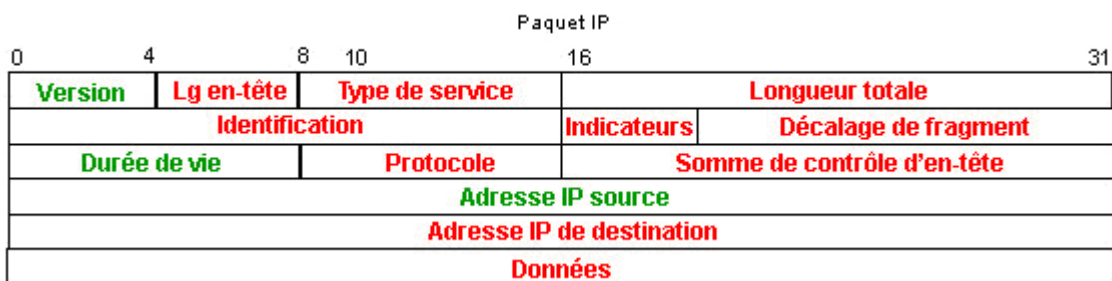 Paquet IP
0 4 8 10 16 31
Version Lg en-tête Type de service Longueur totale
Identification Indicateurs Décalage de fragment
Durée de vie Protocole Somme de contrôle d'en-tête
Adresse IP source
Adresse IP de destination
Données